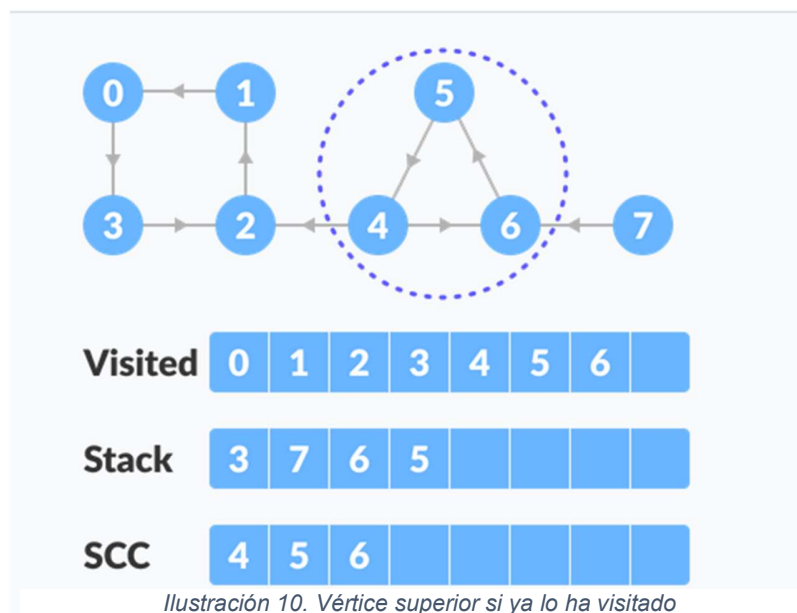 0 1 5
3 2 4 6 7
Visited 0 1 2 3 4 5 6
Stack 3 7 6 5
SCC 4 5 6
Ilustración 10. Vértice superior si ya lo ha visitado